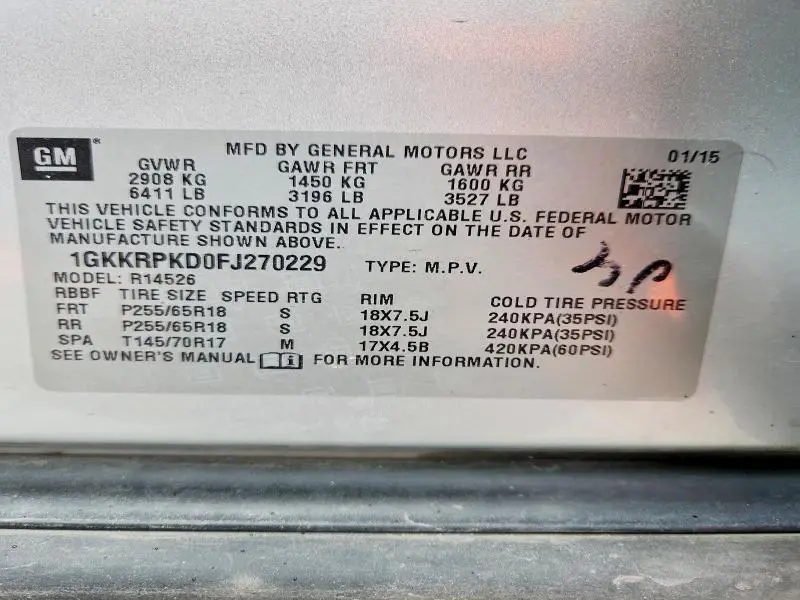 GM ®
MFD BY GENERAL MOTORS LLC 01/15
GVWR GAWR FRT GAWR RR
2908 KG 1450 KG 1600 KG
6411 LB 3196 LB 3527 LB
THIS VEHICLE CONFORMS TO ALL APPLICABLE U.S. FEDERAL MOTOR
VEHICLE SAFETY STANDARDS IN EFFECT ON THE DATE OF
MANUFACTURE SHOWN ABOVE.
1GKKRPKD0FJ270229 TYPE: M.P.V.
MODEL: R14526
RBBF TIRE SIZE SPEED RTG RIM COLD TIRE PRESSURE
FRT P255/65R18 S 18X7.5J 240KPA(35PSI)
RR P255/65R18 S 18X7.5J 240KPA(35PSI)
SPA T145/70R17 M 17X4.5B 420KPA(60PSI)
SEE OWNER'S MANUAL i FOR MORE INFORMATION.